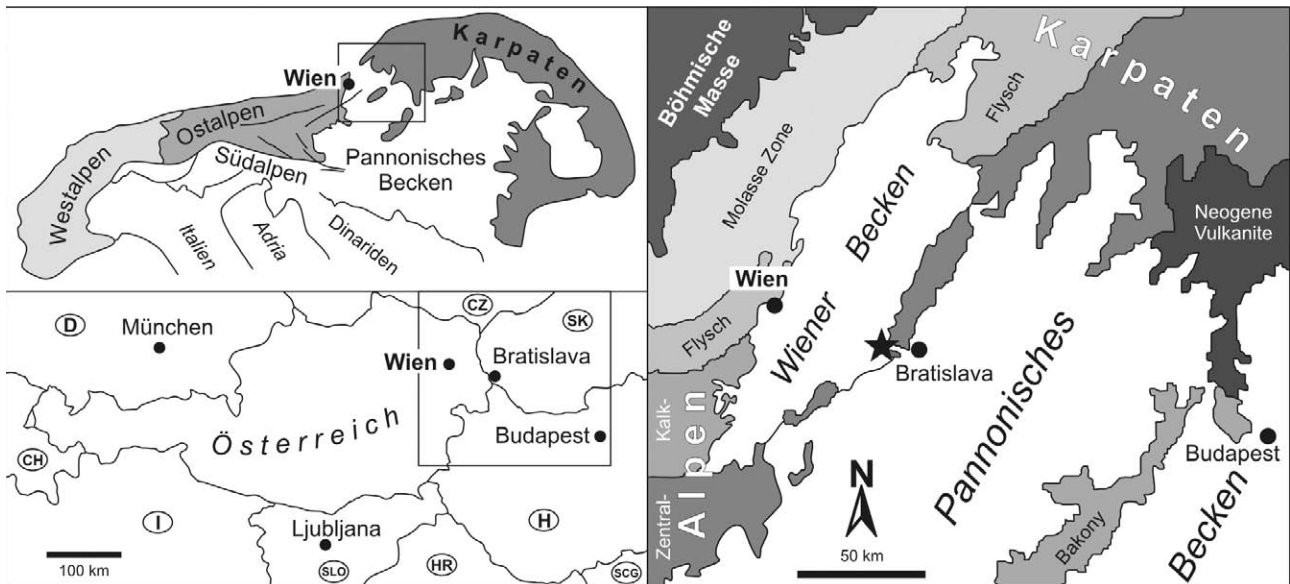 Karpaten
Wien
Ostalpen
Westalpen
Südalpen
Pannonisches
Becken
Italien
Adria
Dinariden
D
München
CZ
SK
Wien
Bratislava
Österreich
Budapest
CH
I
Ljubljana
SLO
HR
H
SCG
100 km
Böhmische
Masse
Karpaten
Flysch
Molasse Zone
Neogene
Vulkanite
Wiener Becken
Wien
Flysch
Bratislava
Kalk-
Zentral-
Alpen
Pannonisches
Becken
Budapest
Bakony
N
50 km